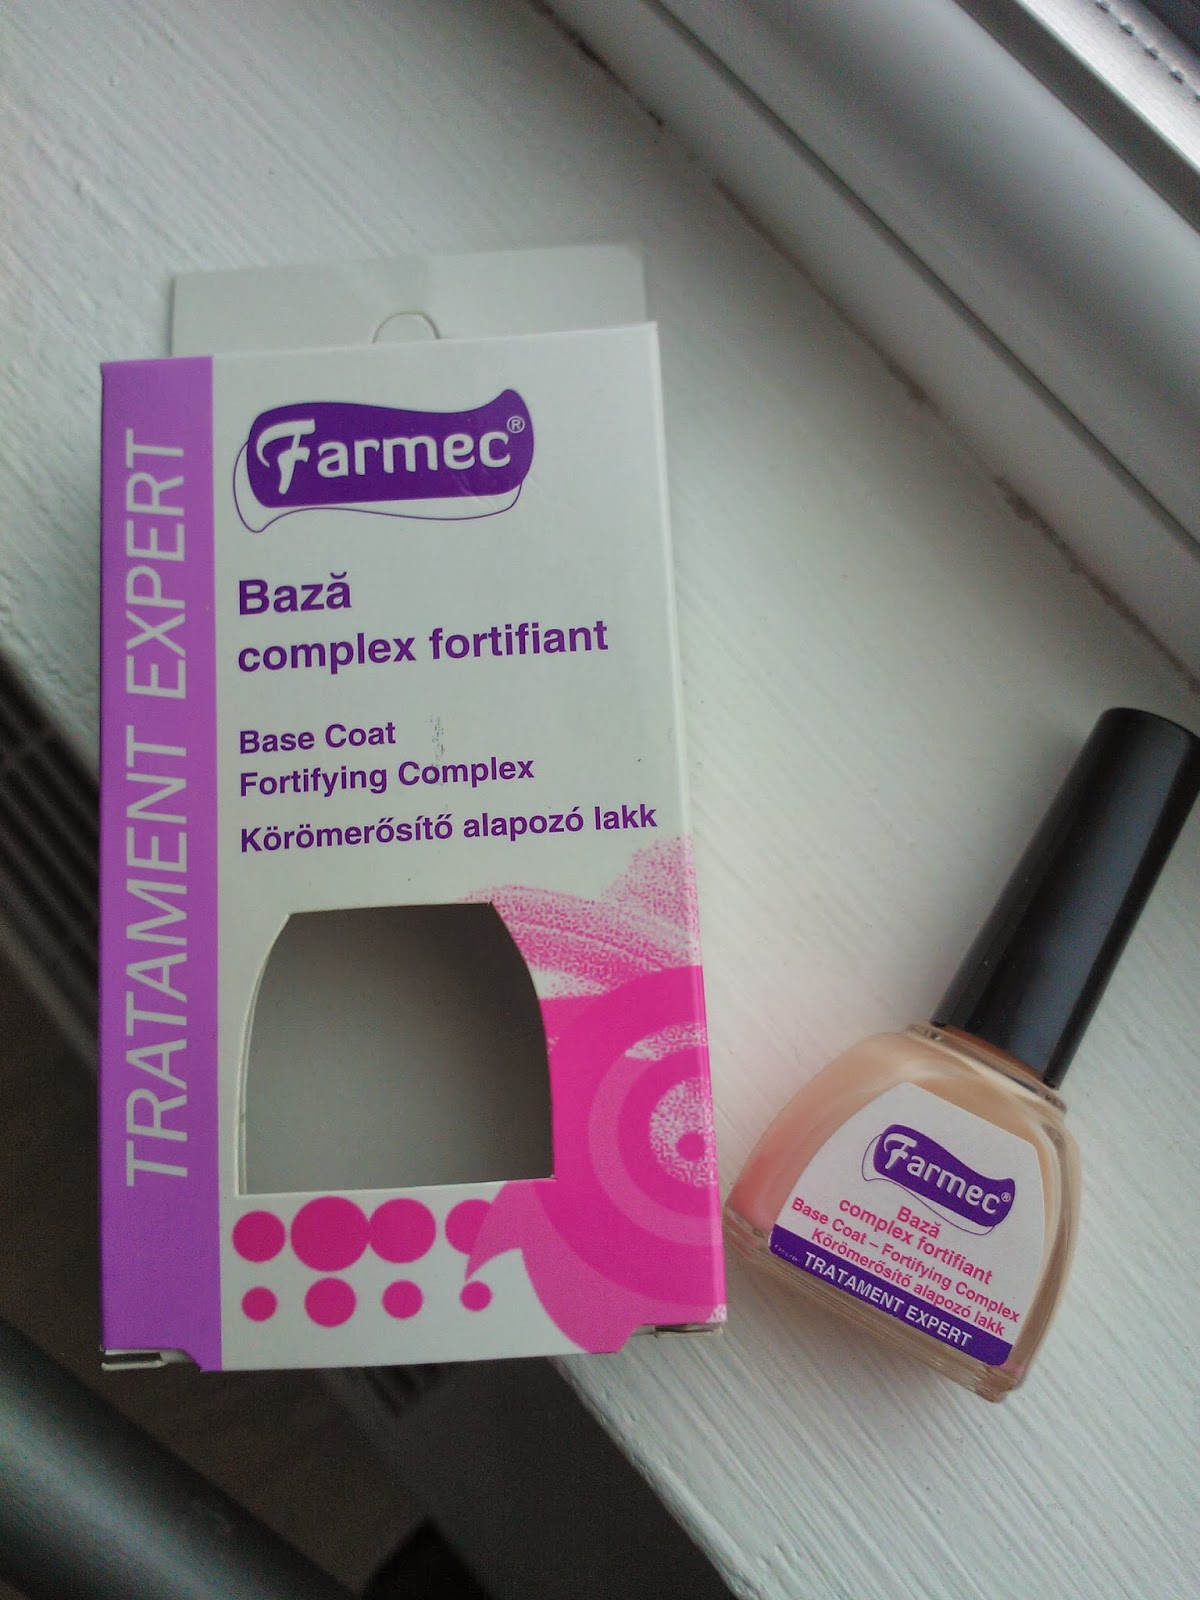 TRATAMENT EXPERT
Farmec®
Bază
complex fortifiant
Base Coat
Fortifying Complex
Körömerősítő alapozó lakk
Farmec®
Bază
complex fortifiant
Base Coat – Fortifying Complex
Körömerősítő alapozó lakk
TRATAMENT EXPERT